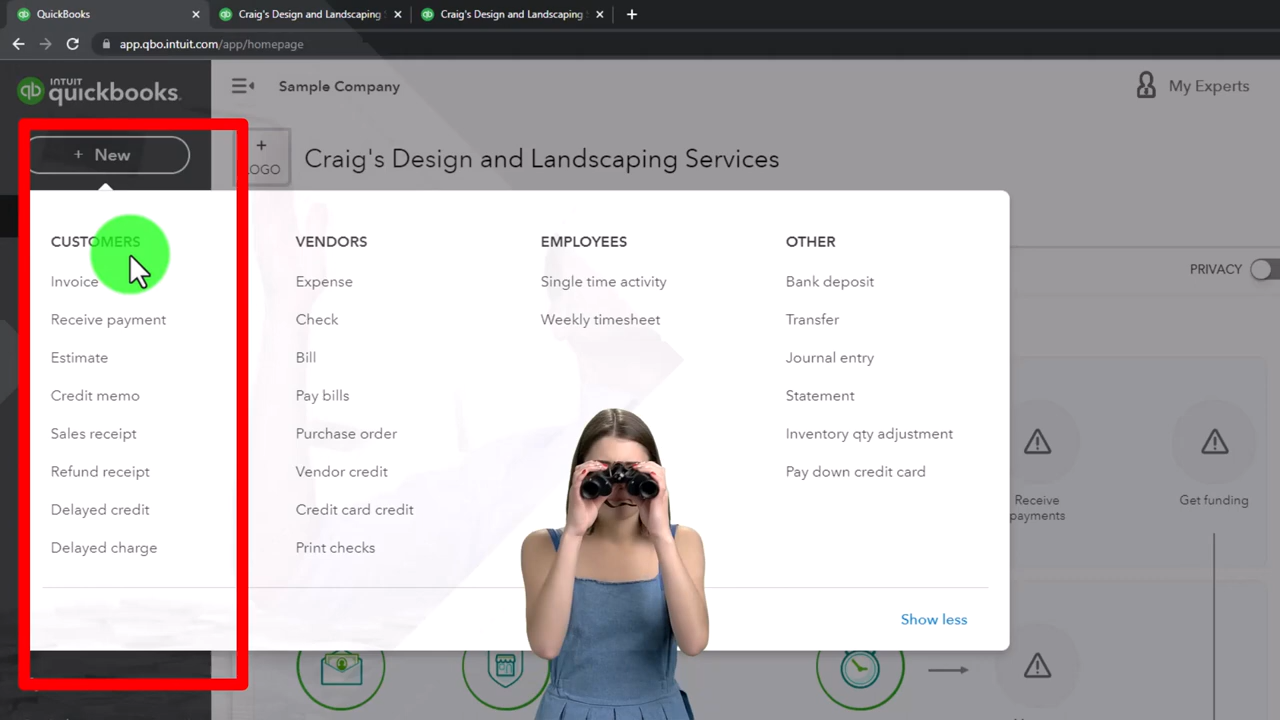 QuickBooks
Craig's Design and Landscaping
Craig's Design and Landscaping
app.qbo.intuit.com/app/homepage
qb
INTUIT
quickbooks.
Sample Company
My Experts
+ New
+
LOGO
Craig's Design and Landscaping Services
PRIVACY
CUSTOMERS
Invoice
Receive payment
Estimate
Credit memo
Sales receipt
Refund receipt
Delayed credit
Delayed charge
VENDORS
Expense
Check
Bill
Pay bills
Purchase order
Vendor credit
Credit card credit
Print checks
EMPLOYEES
Single time activity
Weekly timesheet
OTHER
Bank deposit
Transfer
Journal entry
Statement
Inventory qty adjustment
Pay down credit card
Show less
Receive
payments
Get funding